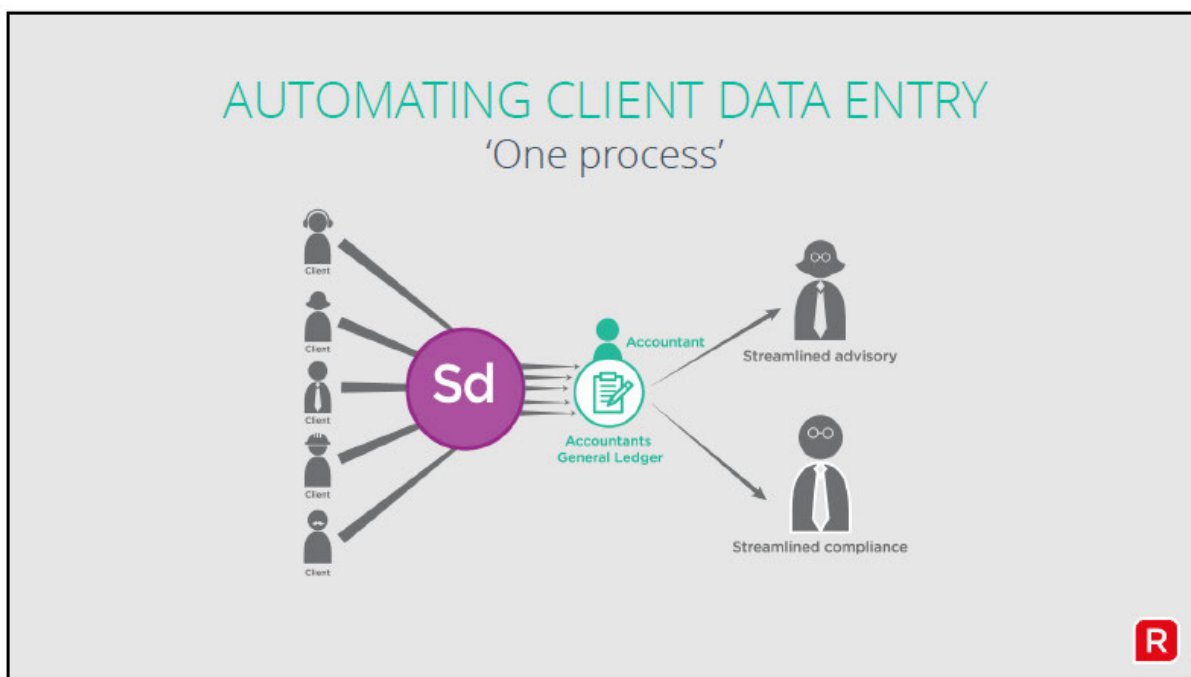 AUTOMATING CLIENT DATA ENTRY
‘One process’
Client
Client
Client
Client
Client
Sd
Accountant
Accountants
General Ledger
Streamlined advisory
Streamlined compliance
R